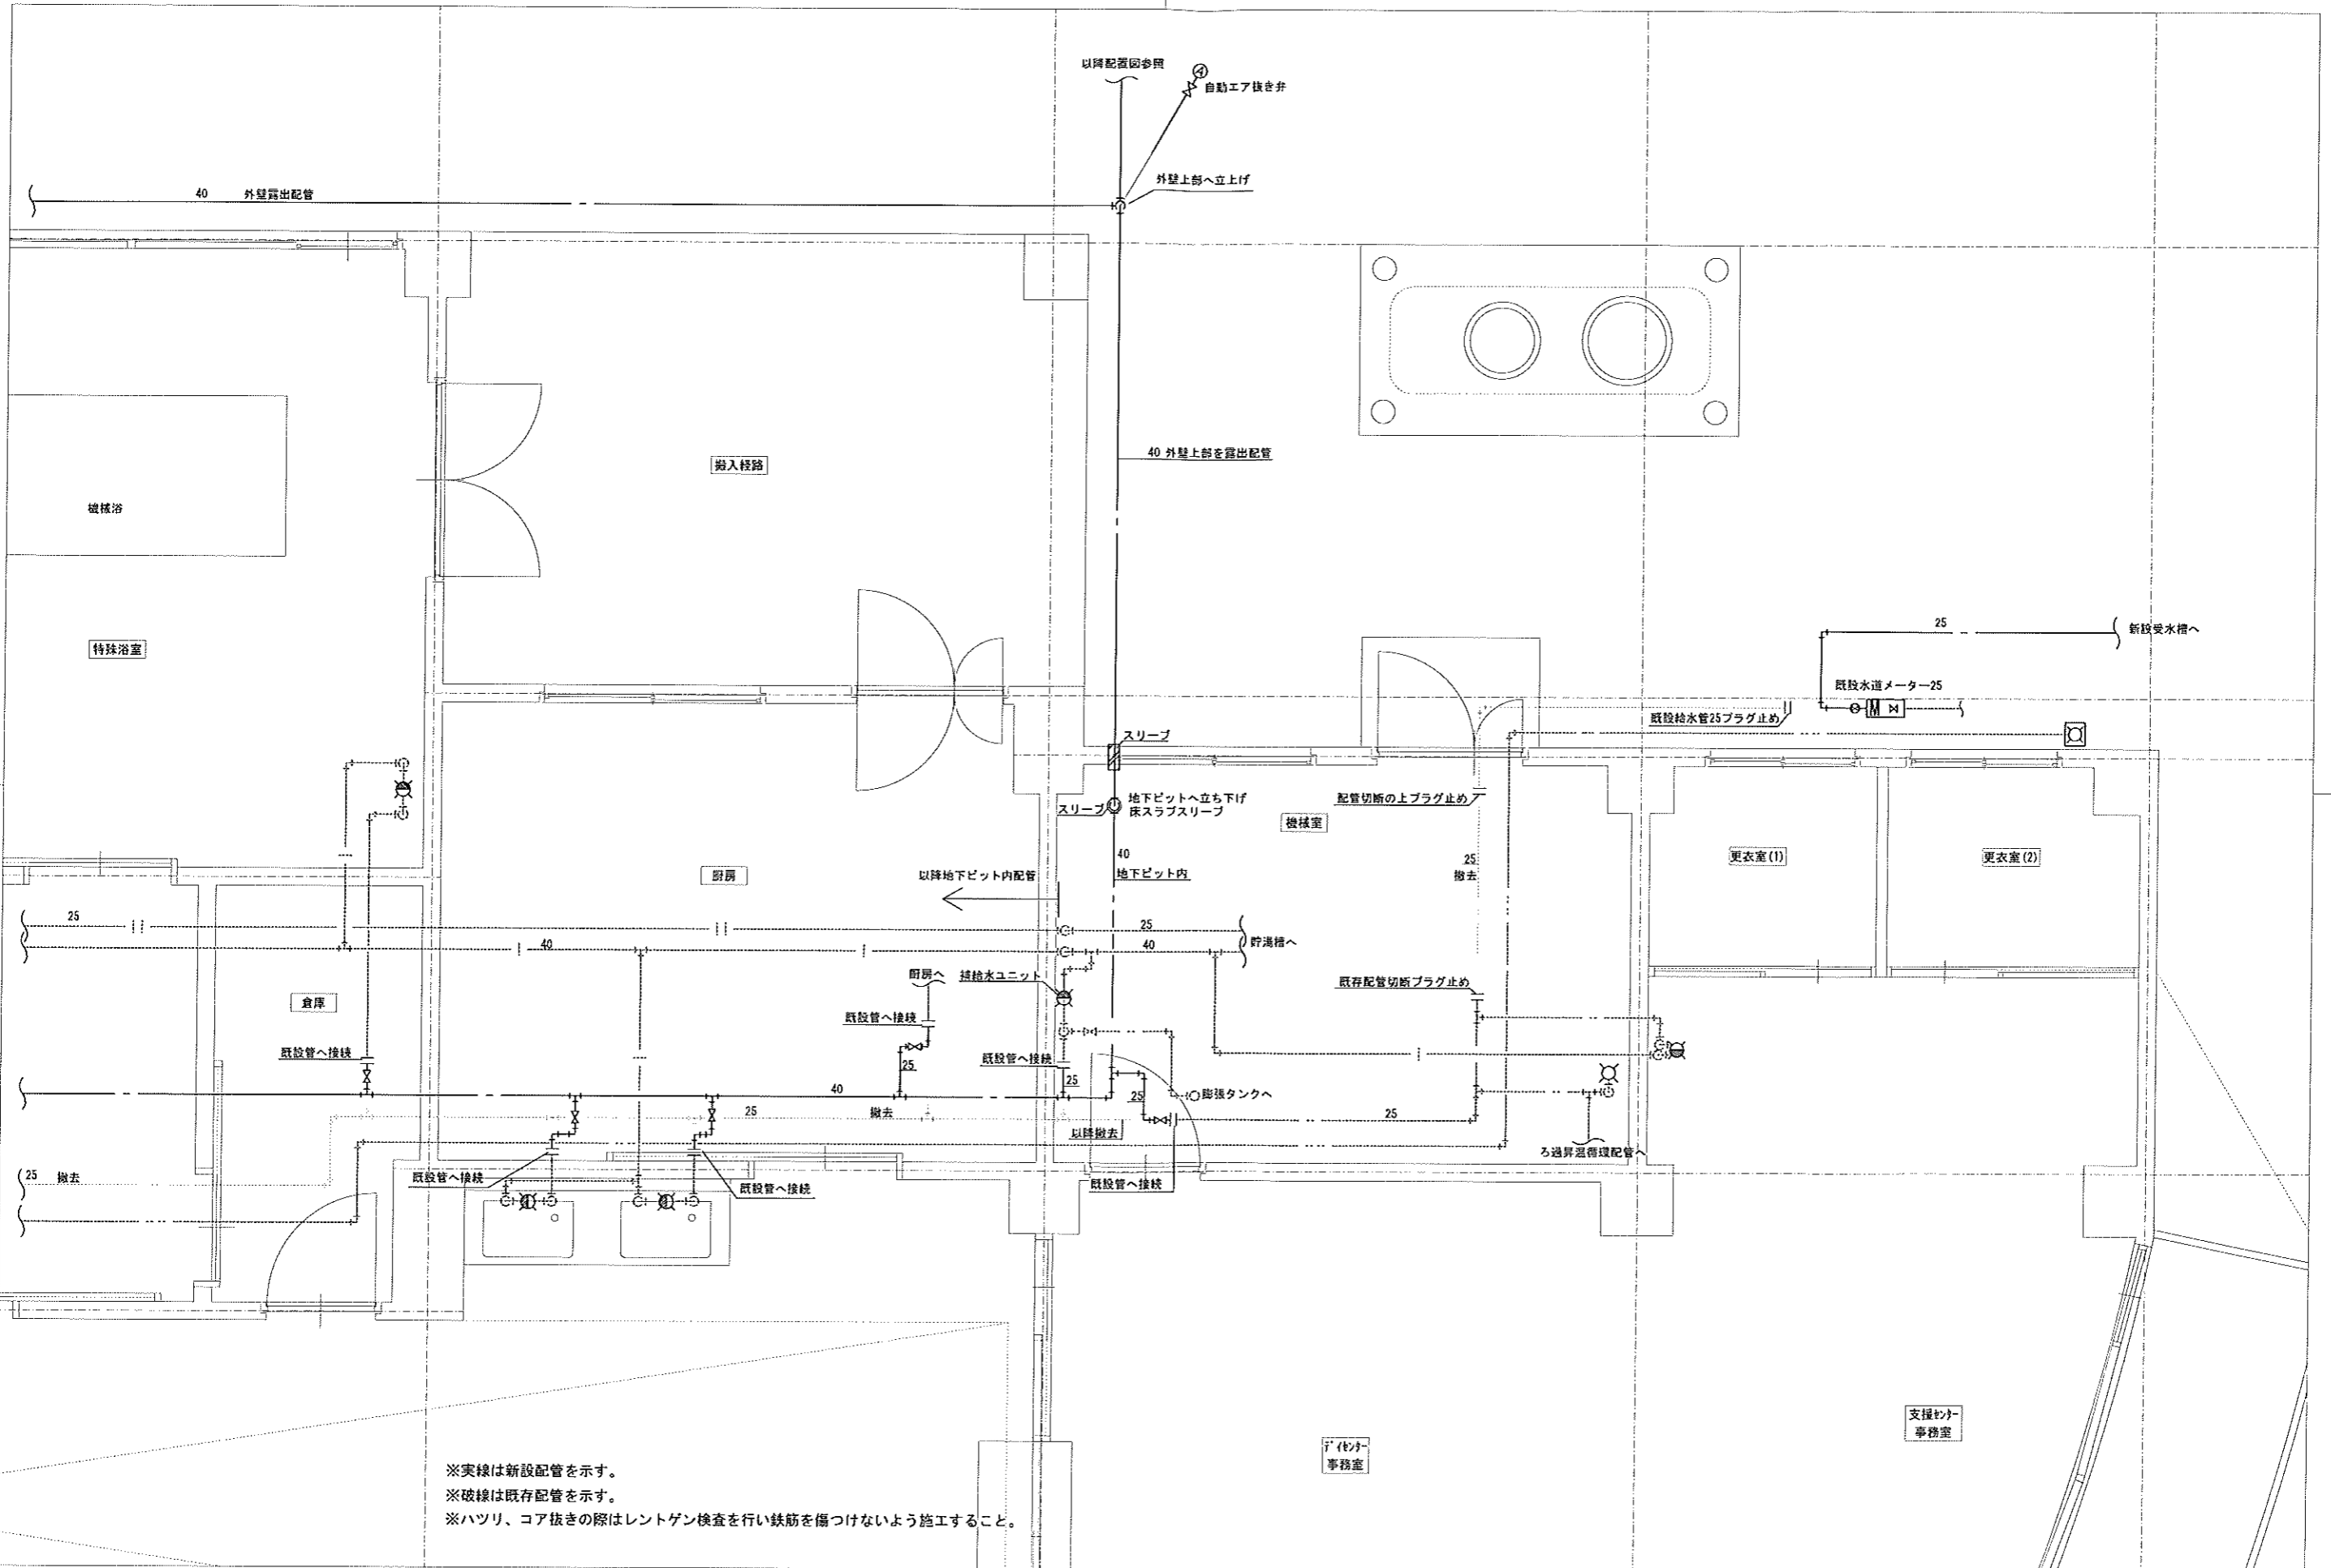 以降配置図参照
自動エア抜き弁
外壁上部へ立上げ
40 外壁露出配管
搬入経路
40 外壁上部を露出配管
機械浴
特殊浴室
25
新設受水槽へ
既設水道メーター25
既設給水管25プラグ止め
スリーブ
スリーブ
地下ピットへ立ち下げ
床スラブスリーブ
配管切断の上プラグ止め
機械室
更衣室(1)
更衣室(2)
40
地下ピット内
25
撤去
厨房
以降地下ピット内配管
25
25
40
40
貯湯槽へ
厨房へ
補給水ユニット
既存配管切断プラグ止め
倉庫
既設管へ接続
既設管へ接続
既設管へ接続
25
25
40
25
膨張タンクへ
25
撤去
25
以降撤去
ろ過昇温循環配管へ
25 撤去
既設管へ接続
既設管へ接続
既設管へ接続
デイセンター
事務室
支援センター
事務室
※実線は新設配管を示す。
※破線は既存配管を示す。
※ハツリ、コア抜きの際はレントゲン検査を行い鉄筋を傷つけないよう施工すること。